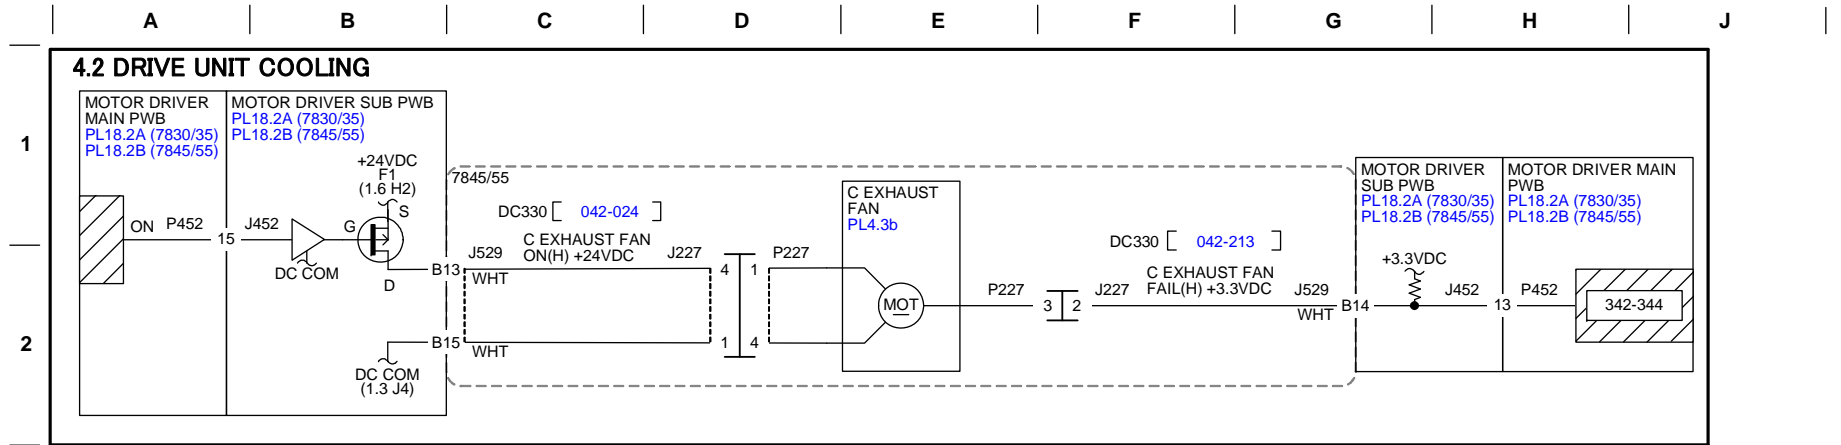 A B C D E F G H J
4.2 DRIVE UNIT COOLING
1
2
MOTOR DRIVER
MAIN PWB
PL18.2A (7830/35)
PL18.2B (7845/55)
MOTOR DRIVER SUB PWB
PL18.2A (7830/35)
PL18.2B (7845/55)
+24VDC
F1
(1.6 H2)
S
G
D
ON P452 15 J452
DC COM
B13
B15
DC COM
(1.3 J4)
7845/55
DC330 [ 042-024 ]
C EXHAUST FAN
ON(H) +24VDC
J529
WHT
WHT
J227 4 1 P227
1 4
C EXHAUST
FAN
PL4.3b
MOT
P227 3 2 J227
DC330 [ 042-213 ]
C EXHAUST FAN
FAIL(H) +3.3VDC
J529
WHT
B14
MOTOR DRIVER
SUB PWB
PL18.2A (7830/35)
PL18.2B (7845/55)
+3.3VDC
MOTOR DRIVER MAIN
PWB
PL18.2A (7830/35)
PL18.2B (7845/55)
J452 13 P452
342-344